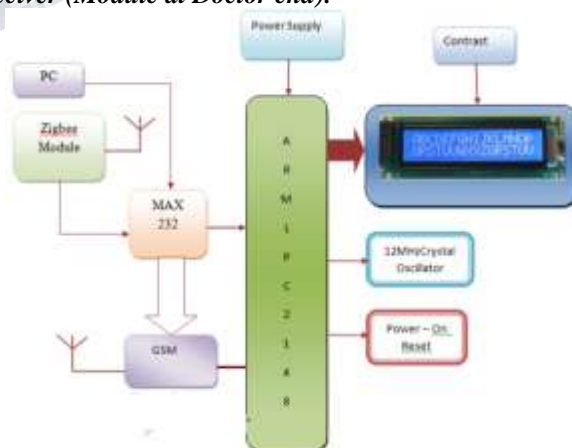 (Module at Doctor end):
Power Supply
Contrast
PC
Zigbee
Module
MAX
232
A
R
M
L
P
C
2
1
4
8
12MHzCrystal
Oscillator
Power – On
Reset
GSM